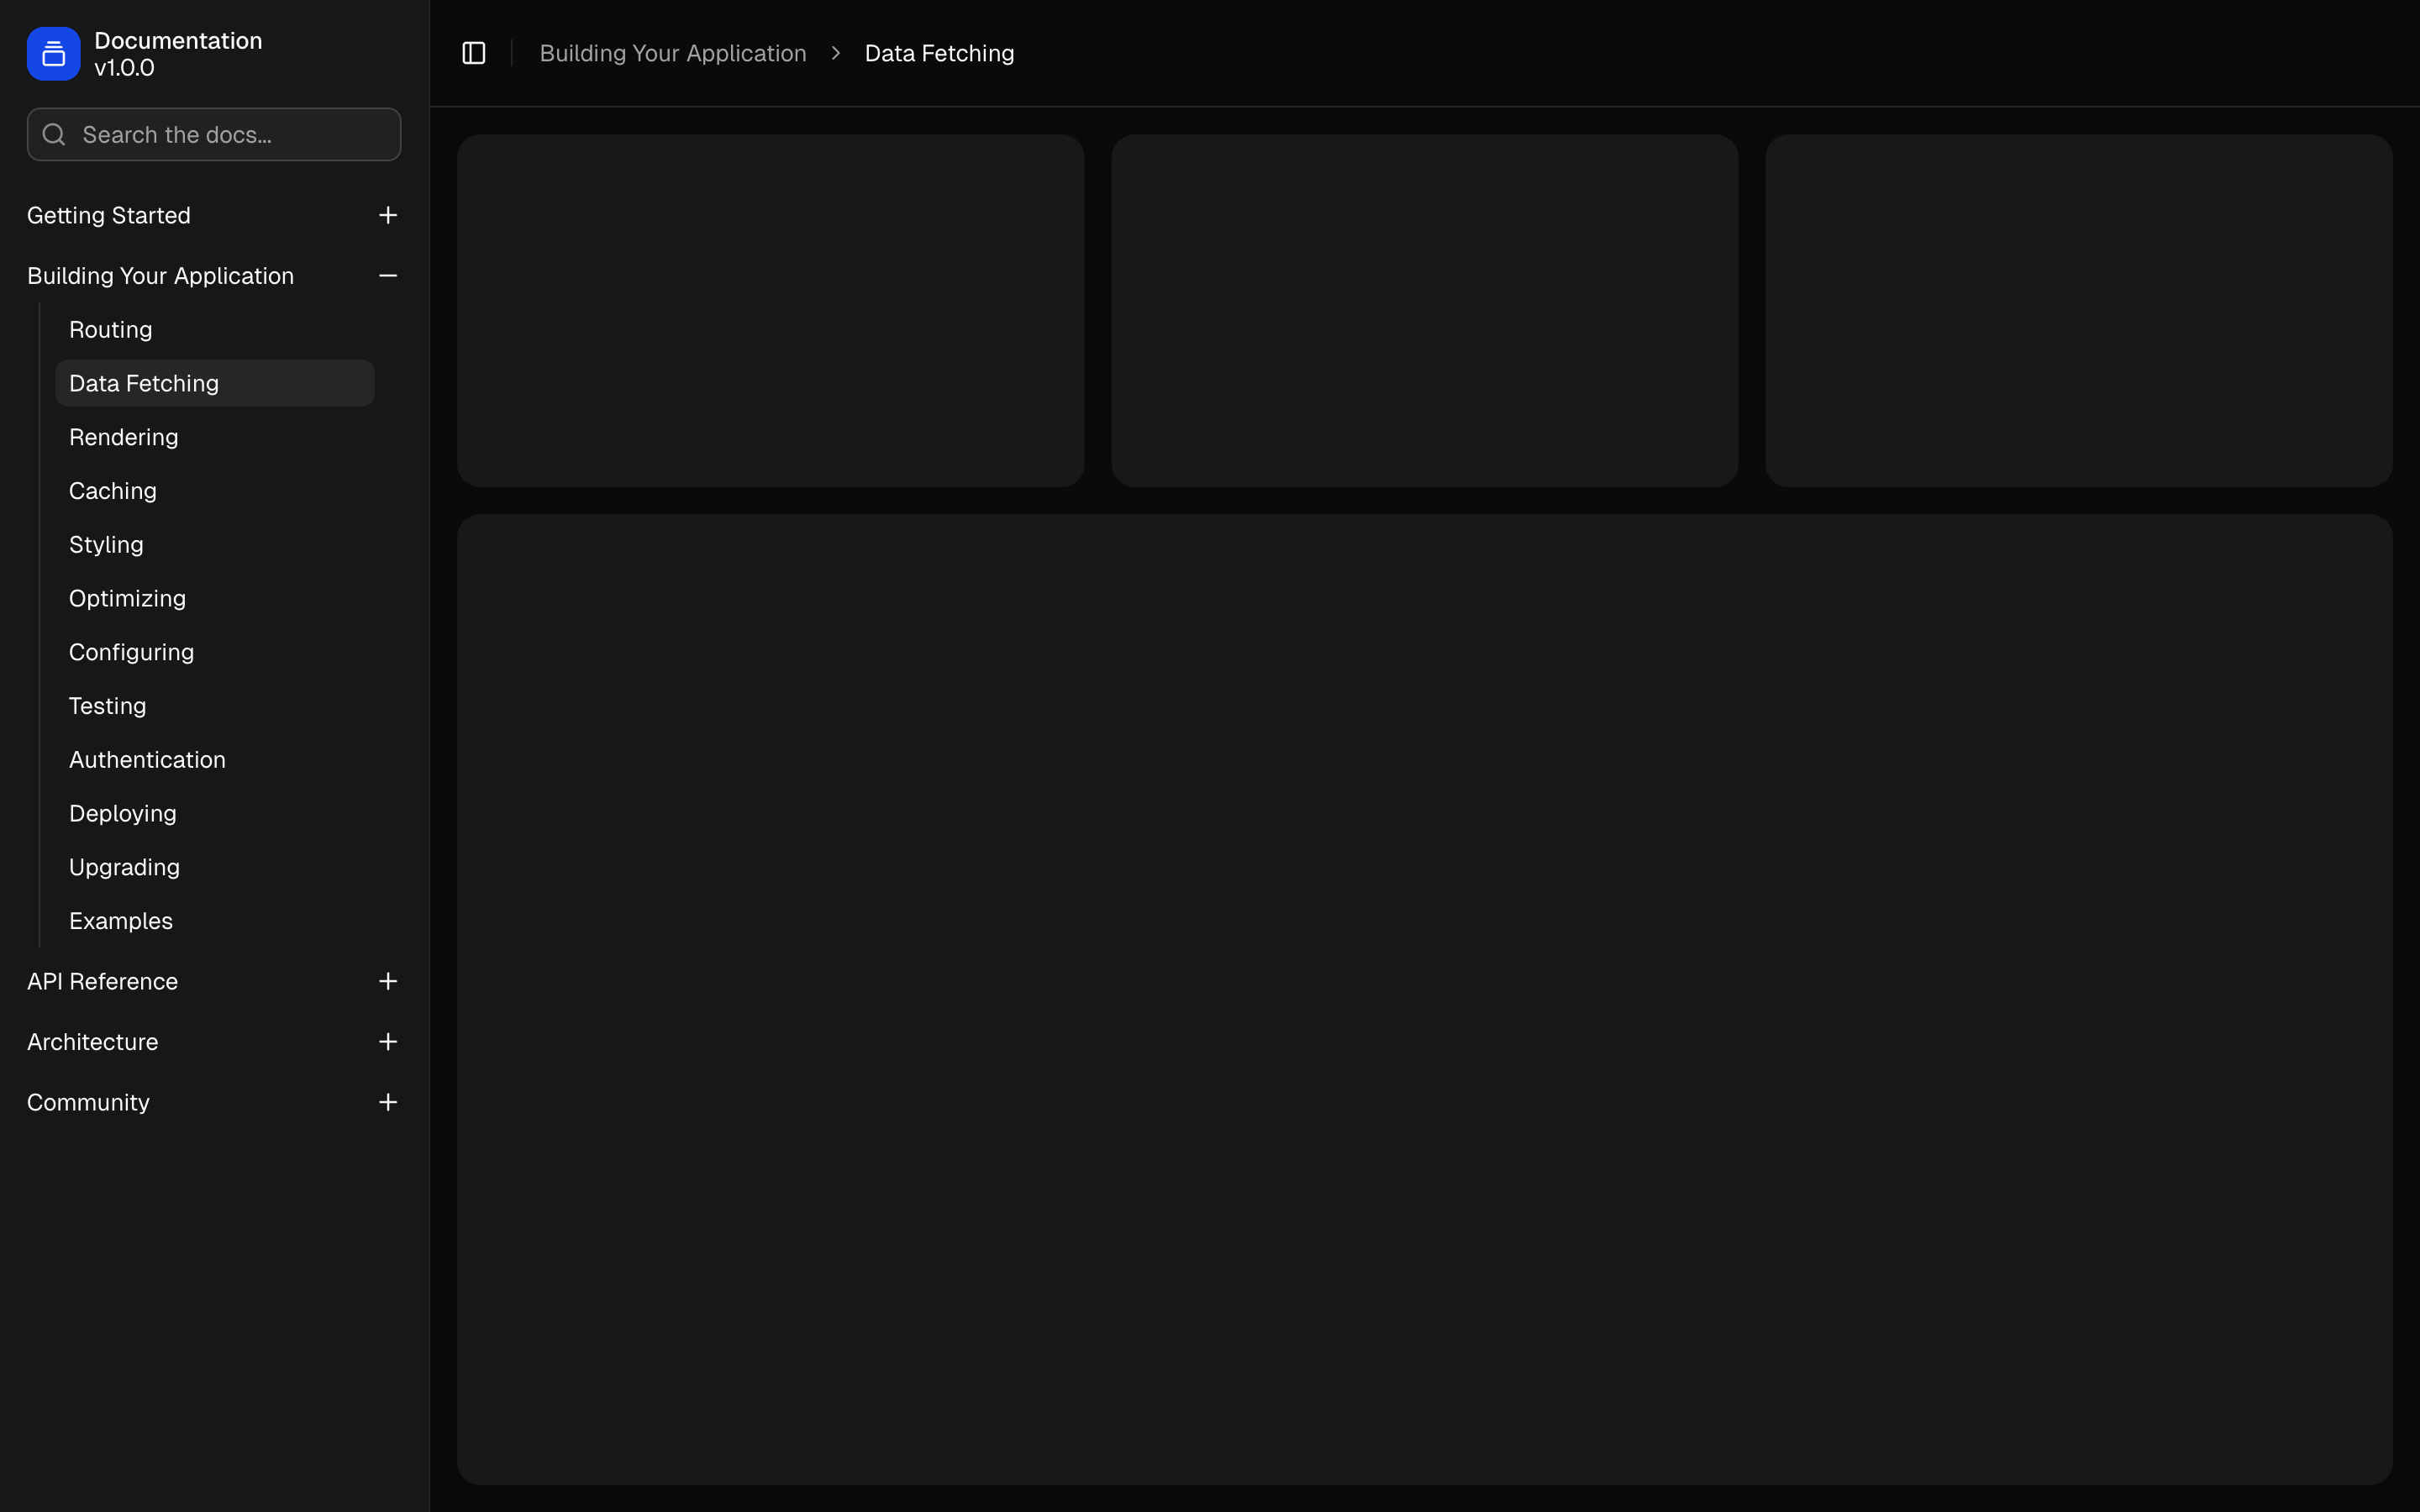 Documentation
v1.0.0
Search the docs...
Getting Started
Building Your Application
Routing
Data Fetching
Rendering
Caching
Styling
Optimizing
Configuring
Testing
Authentication
Deploying
Upgrading
Examples
API Reference
Architecture
Community
Building Your Application > Data Fetching